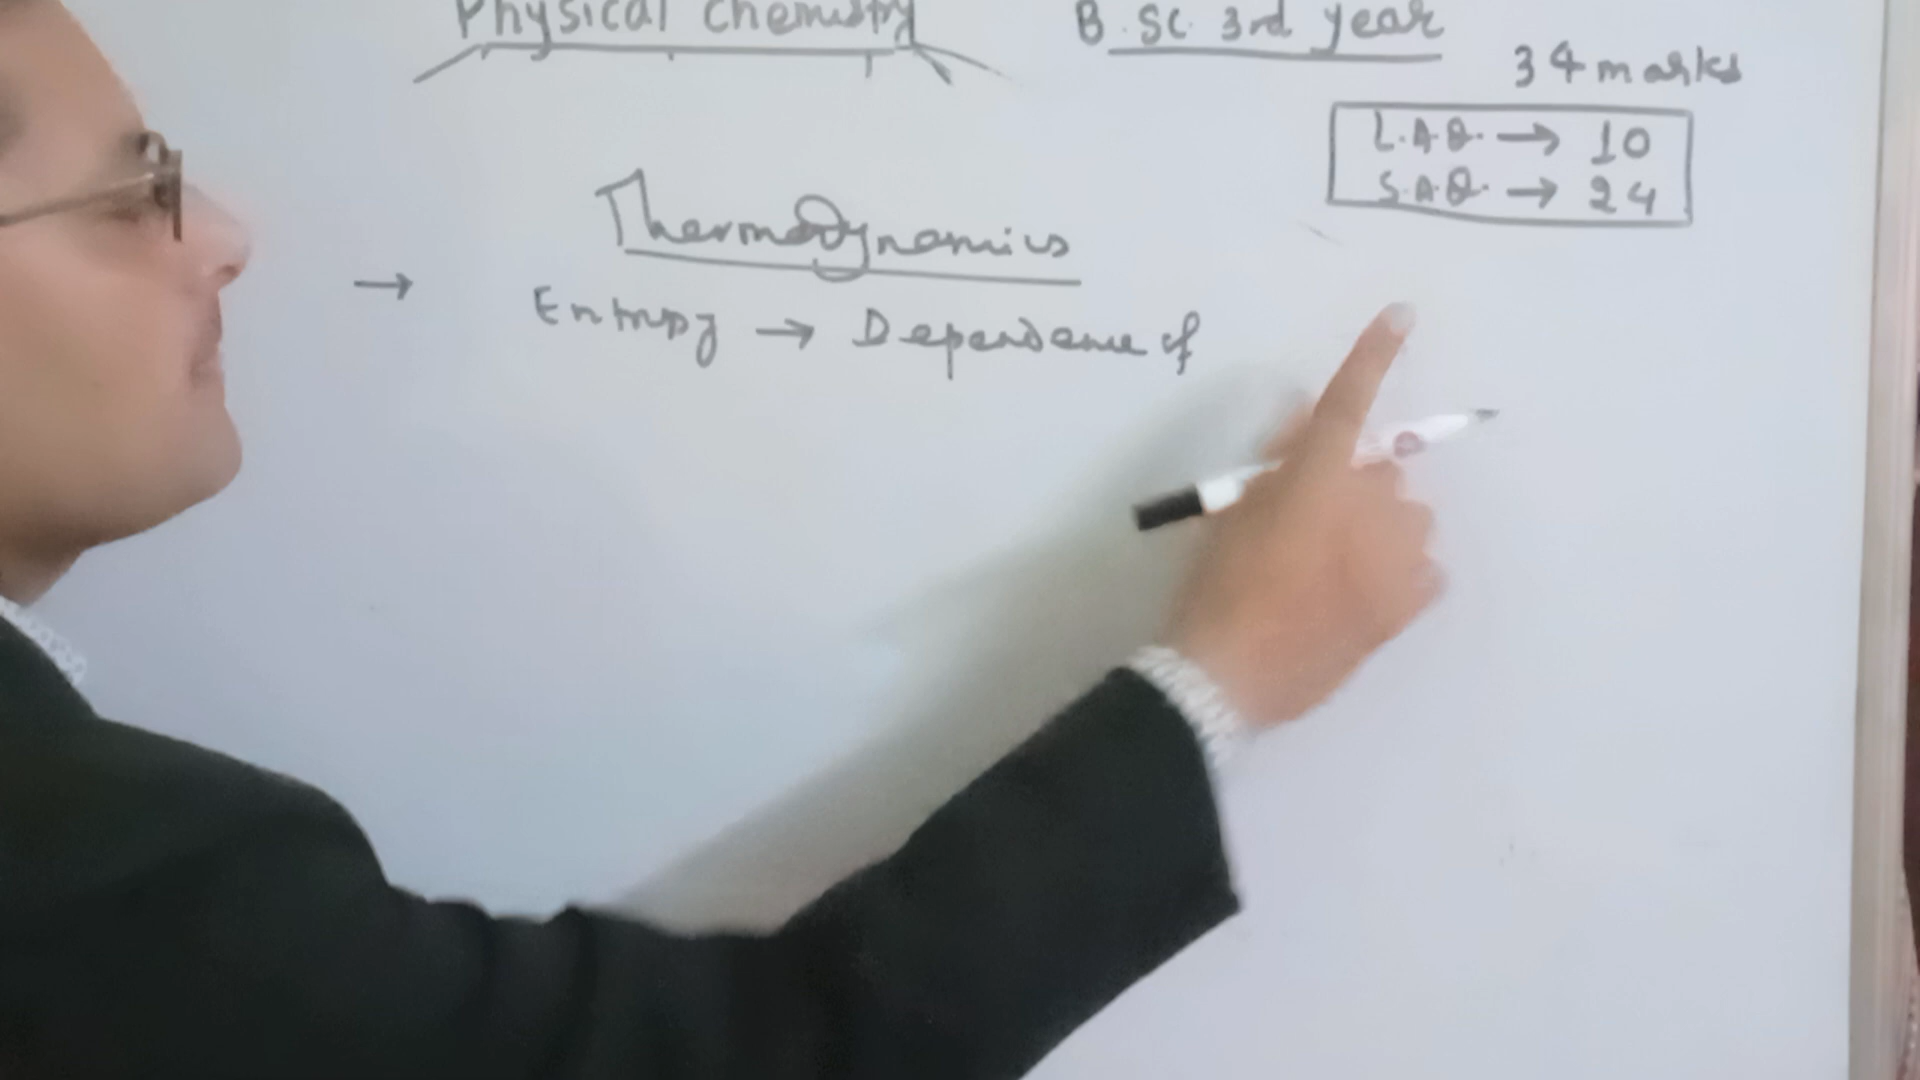 Physical Chemistry
B.Sc. 3rd year
34 marks
L.A.Q. → 10
S.A.Q. → 24
Thermodynamics
→ Entropy → Dependence of